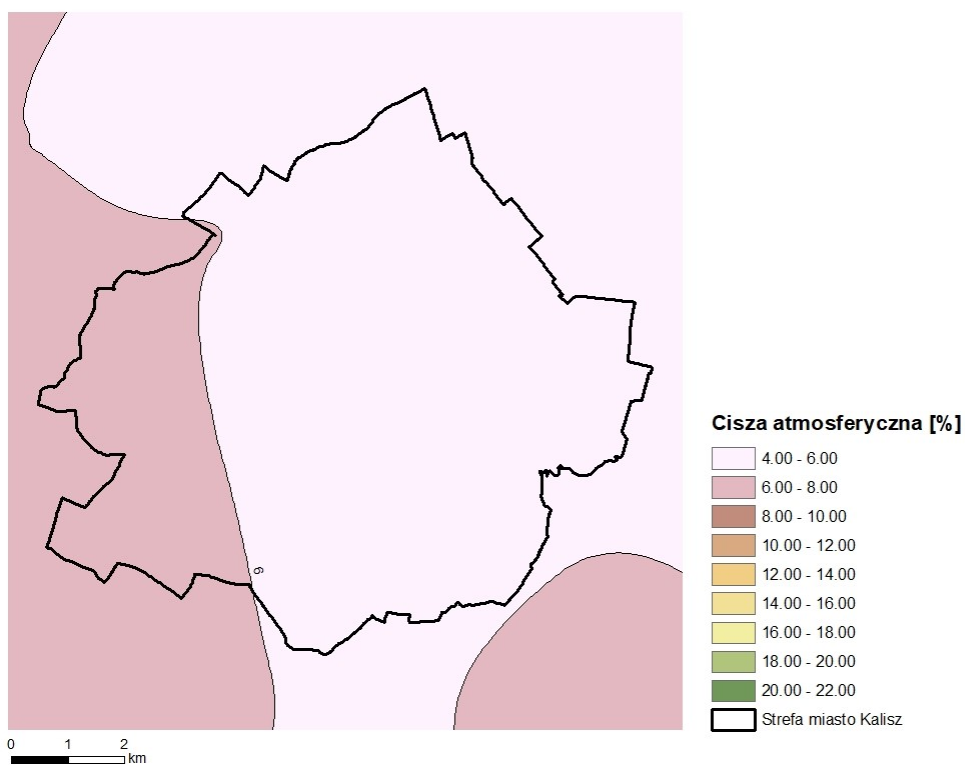 6
Cisza atmosferyczna [%]
4.00 - 6.00
6.00 - 8.00
8.00 - 10.00
10.00 - 12.00
12.00 - 14.00
14.00 - 16.00
16.00 - 18.00
18.00 - 20.00
20.00 - 22.00
Strefa miasto Kalisz
0 1 2
km